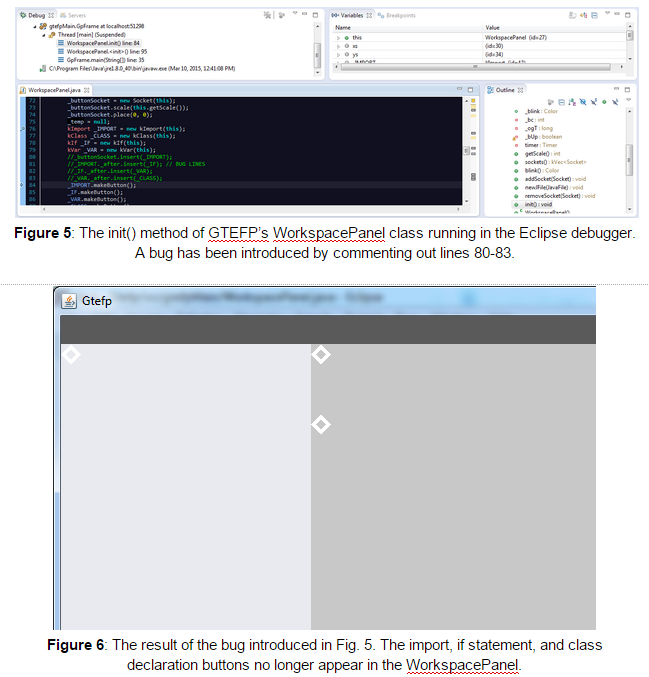 Debug Servers
gtefpMain.GpFrame at localhost:51298
Thread [main] (Suspended)
WorkspacePanel.init() line: 84
WorkspacePanel.<init>() line: 95
GpFrame.main(String[]) line: 35
C:\Program Files\Java\jre1.8.0_40\bin\javaw.exe (Mar 10, 2015, 12:41:08 PM)
Variables Breakpoints
Name Value
this WorkspacePanel (id=27)
xs (id=30)
ys (id=34)
WorkspacePanel.java
72 _buttonSocket = new Socket(this);
73 _buttonSocket.scale(this.getScale());
74 _buttonSocket.place(0, 0);
75 _temp = null;
76 kImport _IMPORT = new kImport(this);
77 kClass _CLASS = new kClass(this);
78 kIf _IF = new kIf(this);
79 kVar _VAR = new kVar(this);
80 //_buttonSocket.insert(_IMPORT);
81 //_IMPORT._after.insert(_IF); // BUG LINES
82 //_IF._after.insert(_VAR);
83 //_VAR._after.insert(_CLASS);
84 _IMPORT.makeButton();
85 _IF.makeButton();
86 _VAR.makeButton();
Outline
_blink : Color
_bc : int
_ogT : long
_bUp : boolean
timer : Timer
getScale() : int
sockets() : kVec<Socket>
blink() : Color
addSocket(Socket) : void
newJFile(JavaFile) : void
removeSocket(Socket) : void
init() : void
WorkspacePanel()
Figure 5: The init() method of GTEFP's WorkspacePanel class running in the Eclipse debugger.
A bug has been introduced by commenting out lines 80-83.
Gtefp
Figure 6: The result of the bug introduced in Fig. 5. The import, if statement, and class
declaration buttons no longer appear in the WorkspacePanel.